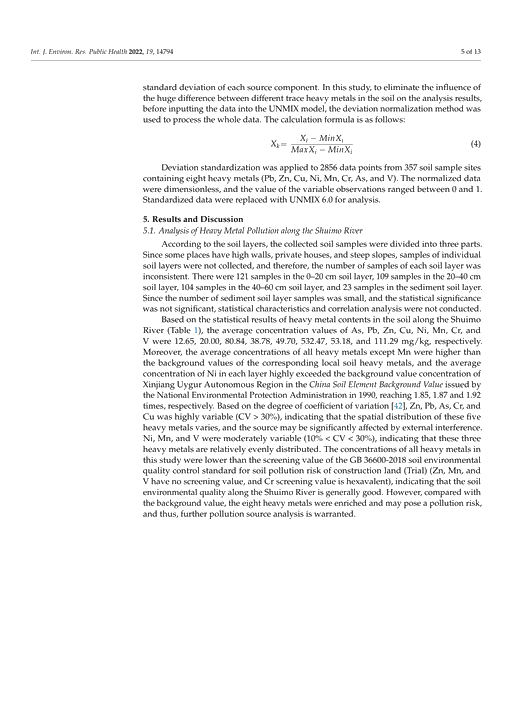 Int. J. Environ. Res. Public Health 2022, 19, 14794
5 of 13
standard deviation of each source component. In this study, to eliminate the influence of
the huge difference between different trace heavy metals in the soil on the analysis results,
before inputting the data into the UNMIX model, the deviation normalization method was
used to process the whole data. The calculation formula is as follows:
X_k = (X_i − MinX_i) / (MaxX_i − MinX_i) (4)
Deviation standardization was applied to 2856 data points from 357 soil sample sites
containing eight heavy metals (Pb, Zn, Cu, Ni, Mn, Cr, As, and V). The normalized data
were dimensionless, and the value of the variable observations ranged between 0 and 1.
Standardized data were replaced with UNMIX 6.0 for analysis.
5. Results and Discussion
5.1. Analysis of Heavy Metal Pollution along the Shuimo River
According to the soil layers, the collected soil samples were divided into three parts.
Since some places have high walls, private houses, and steep slopes, samples of individual
soil layers were not collected, and therefore, the number of samples of each soil layer was
inconsistent. There were 121 samples in the 0–20 cm soil layer, 109 samples in the 20–40 cm
soil layer, 104 samples in the 40–60 cm soil layer, and 23 samples in the sediment soil layer.
Since the number of sediment soil layer samples was small, and the statistical significance
was not significant, statistical characteristics and correlation analysis were not conducted.
Based on the statistical results of heavy metal contents in the soil along the Shuimo
River (Table 1), the average concentration values of As, Pb, Zn, Cu, Ni, Mn, Cr, and
V were 12.65, 20.00, 80.84, 38.78, 49.70, 532.47, 53.18, and 111.29 mg/kg, respectively.
Moreover, the average concentrations of all heavy metals except Mn were higher than
the background values of the corresponding local soil heavy metals, and the average
concentration of Ni in each layer highly exceeded the background value concentration of
Xinjiang Uygur Autonomous Region in the China Soil Element Background Value issued by
the National Environmental Protection Administration in 1990, reaching 1.85, 1.87 and 1.92
times, respectively. Based on the degree of coefficient of variation [42], Zn, Pb, As, Cr, and
Cu was highly variable (CV > 30%), indicating that the spatial distribution of these five
heavy metals varies, and the source may be significantly affected by external interference.
Ni, Mn, and V were moderately variable (10% < CV < 30%), indicating that these three
heavy metals are relatively evenly distributed. The concentrations of all heavy metals in
this study were lower than the screening value of the GB 36600-2018 soil environmental
quality control standard for soil pollution risk of construction land (Trial) (Zn, Mn, and
V have no screening value, and Cr screening value is hexavalent), indicating that the soil
environmental quality along the Shuimo River is generally good. However, compared with
the background value, the eight heavy metals were enriched and may pose a pollution risk,
and thus, further pollution source analysis is warranted.